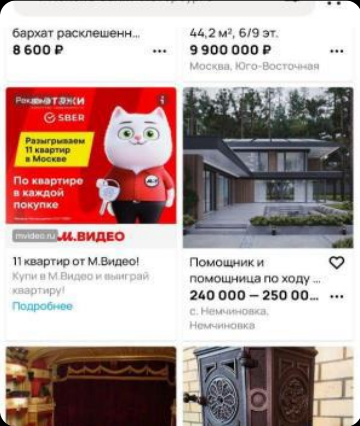 бархат расклешенн...
8 600 ₽
44,2 м², 6/9 эт.
9 900 000 ₽
Москва, Юго-Восточная
этажи
SBER
Разыгрываем
11 квартир
в Москве
По квартире
в каждой
покупке
mvideo.ru
М.ВИДЕО
11 квартир от М.Видео!
Купи в М.Видео и выиграй
квартиру!
Подробнее
Помощник и
помощница по ходу ...
240 000 — 250 00...
с. Немчиновка,
Немчиновка